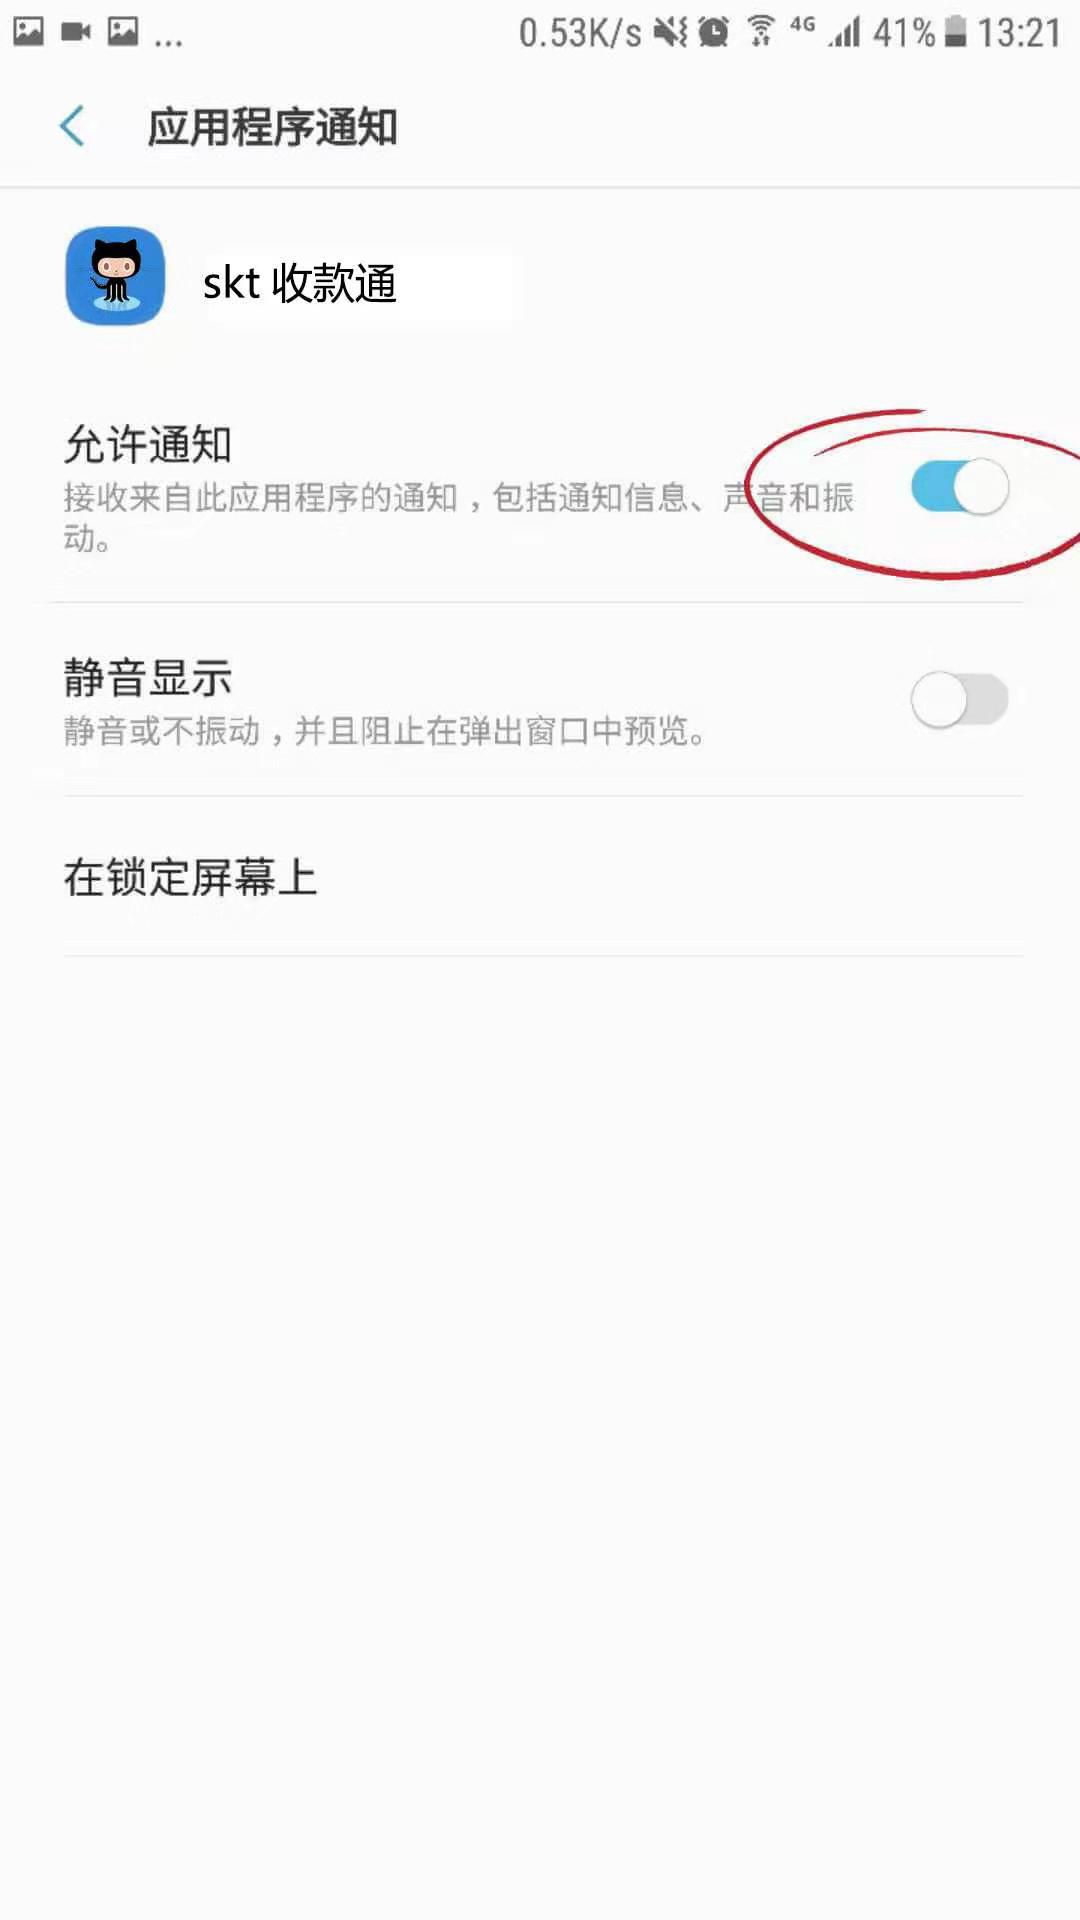 ... 0.53K/s 4G 41% 13:21
应用程序通知
skt 收款通
允许通知
接收来自此应用程序的通知，包括通知信息、声音和振
动。
静音显示
静音或不振动，并且阻止在弹出窗口中预览。
在锁定屏幕上